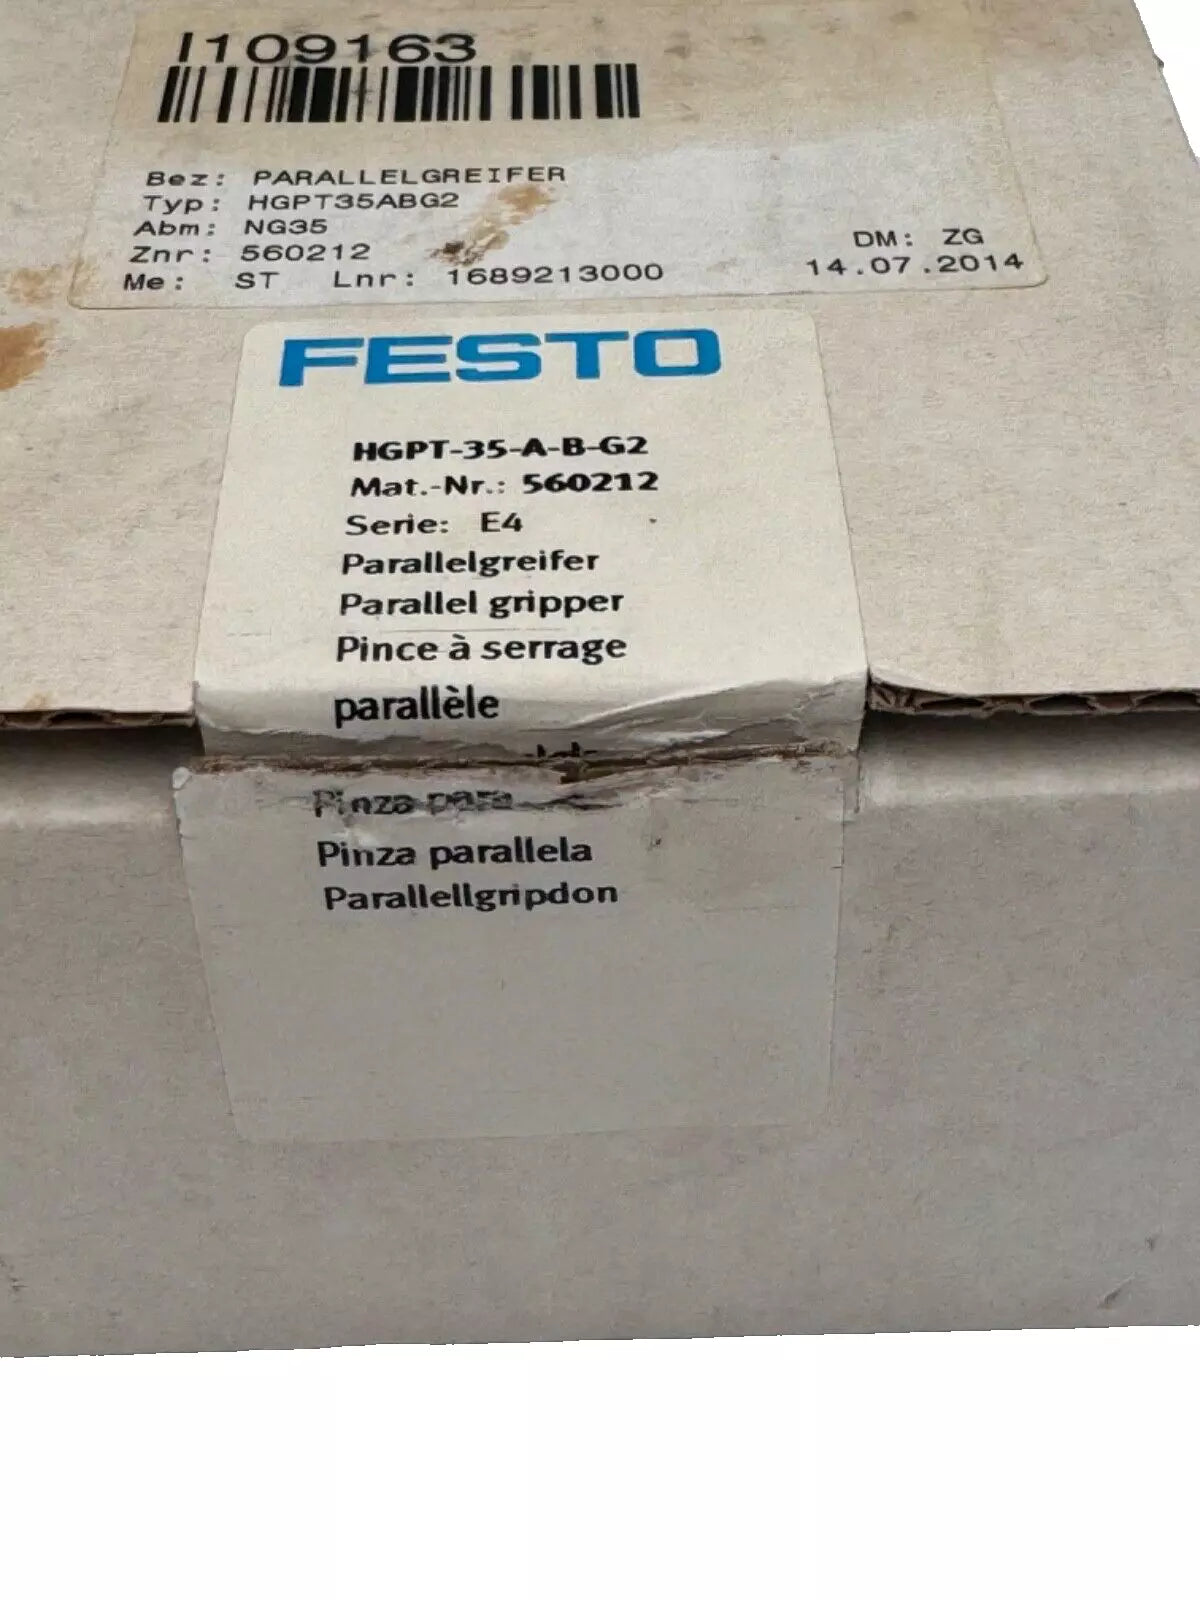 I109163
Bez: PARALLELGREIFER
Typ: HGPT35ABG2
Abm: NG35
Znr: 560212
DM: ZG
Me: ST Lnr: 1689213000
14.07.2014
FESTO
HGPT-35-A-B-G2
Mat.-Nr.: 560212
Serie: E4
Parallelgreifer
Parallel gripper
Pince à serrage
parallèle
Pinza
Pinza parallela
Parallellgripdon